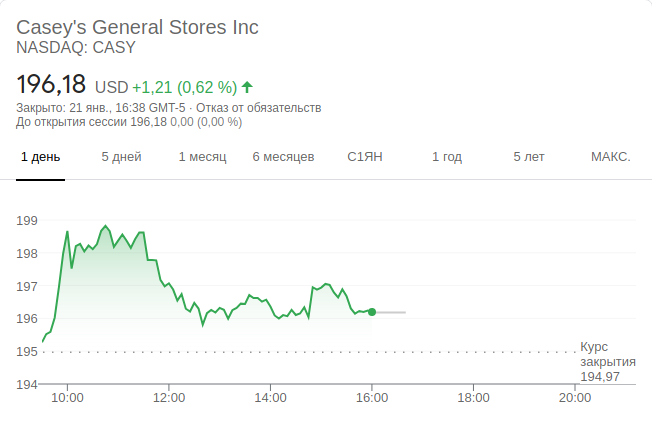 Casey's General Stores Inc
NASDAQ: CASY
196,18 USD +1,21 (0,62 %)
Закрыто: 21 янв., 16:38 GMT-5 · Отказ от обязательств
До открытия сессии 196,18 0,00 (0,00 %)
1 день 5 дней 1 месяц 6 месяцев С1ЯН 1 год 5 лет МАКС.
199
198
197
196
195
194
Курс
закрытия
194,97
10:00 12:00 14:00 16:00 18:00 20:00